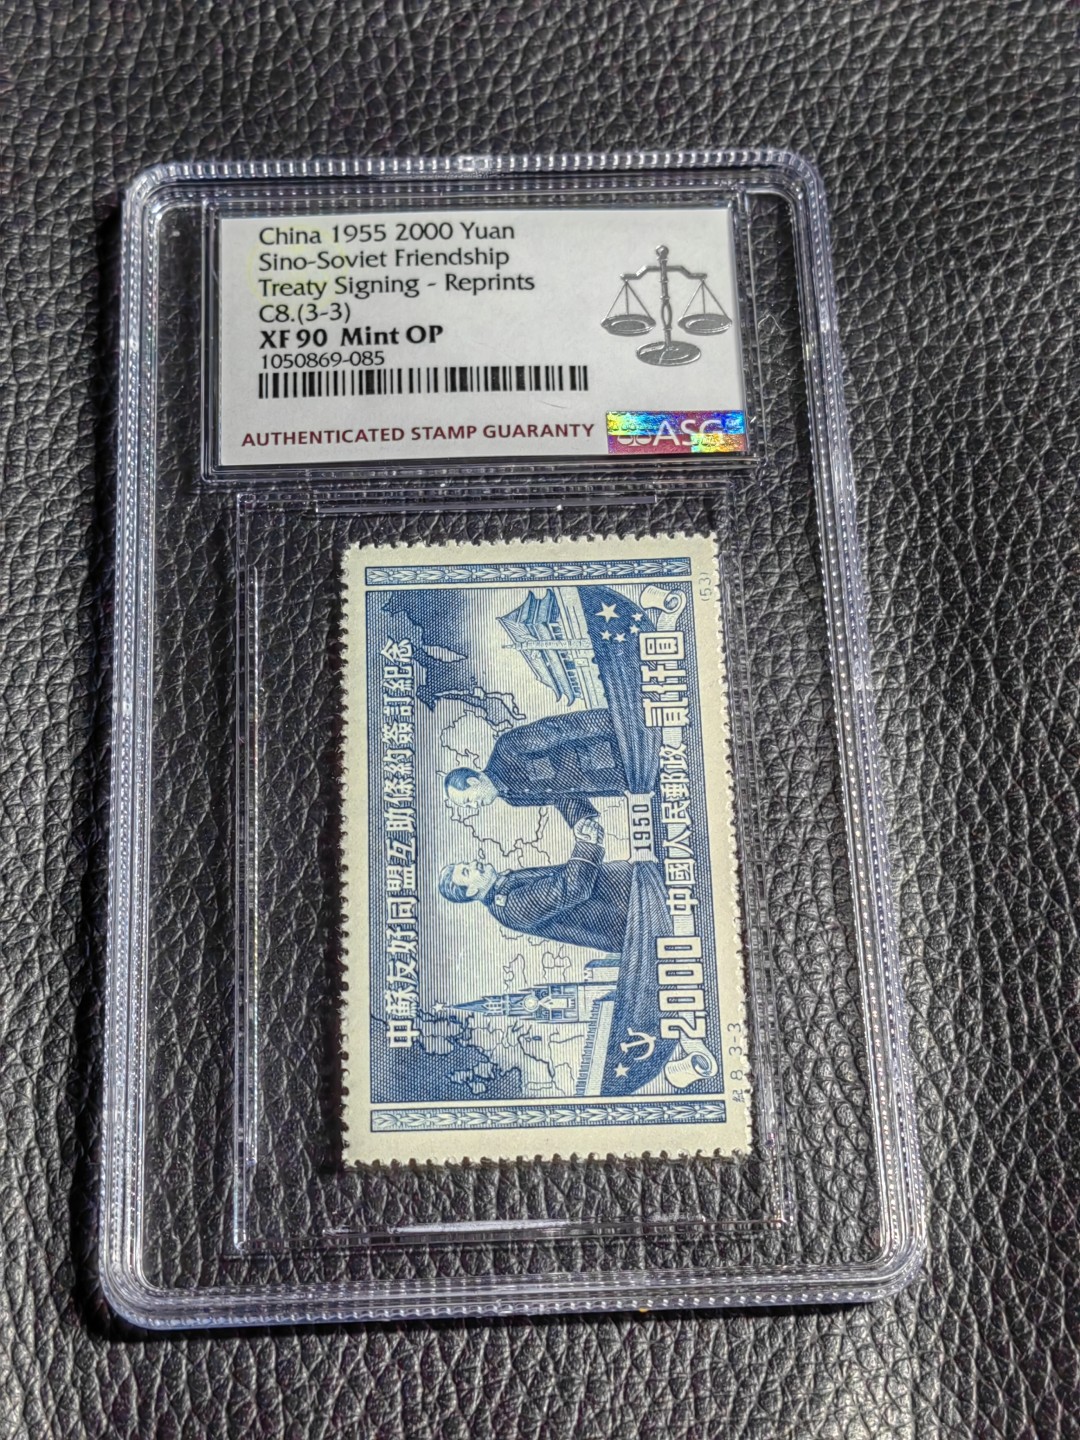 China 1955 2000 Yuan
Sino-Soviet Friendship
Treaty Signing - Reprints
C8.(3-3)
XF 90 Mint OP
1050869-085
AUTHENTICATED STAMP GUARANTY
ASG
中蘇友好同盟互助條約簽訂紀念
1950
2000 中國人民郵政 貳仟圓
紀 8. 3-3
(53)